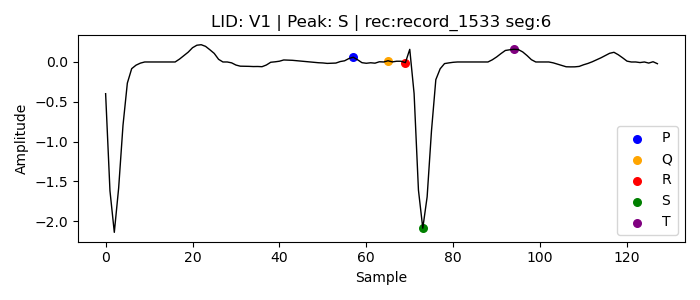 LID: V1 | Peak: S | rec:record_1533 seg:6
Amplitude
0.0
−0.5
−1.0
−1.5
−2.0
0
20
40
60
80
100
120
Sample
P
Q
R
S
T